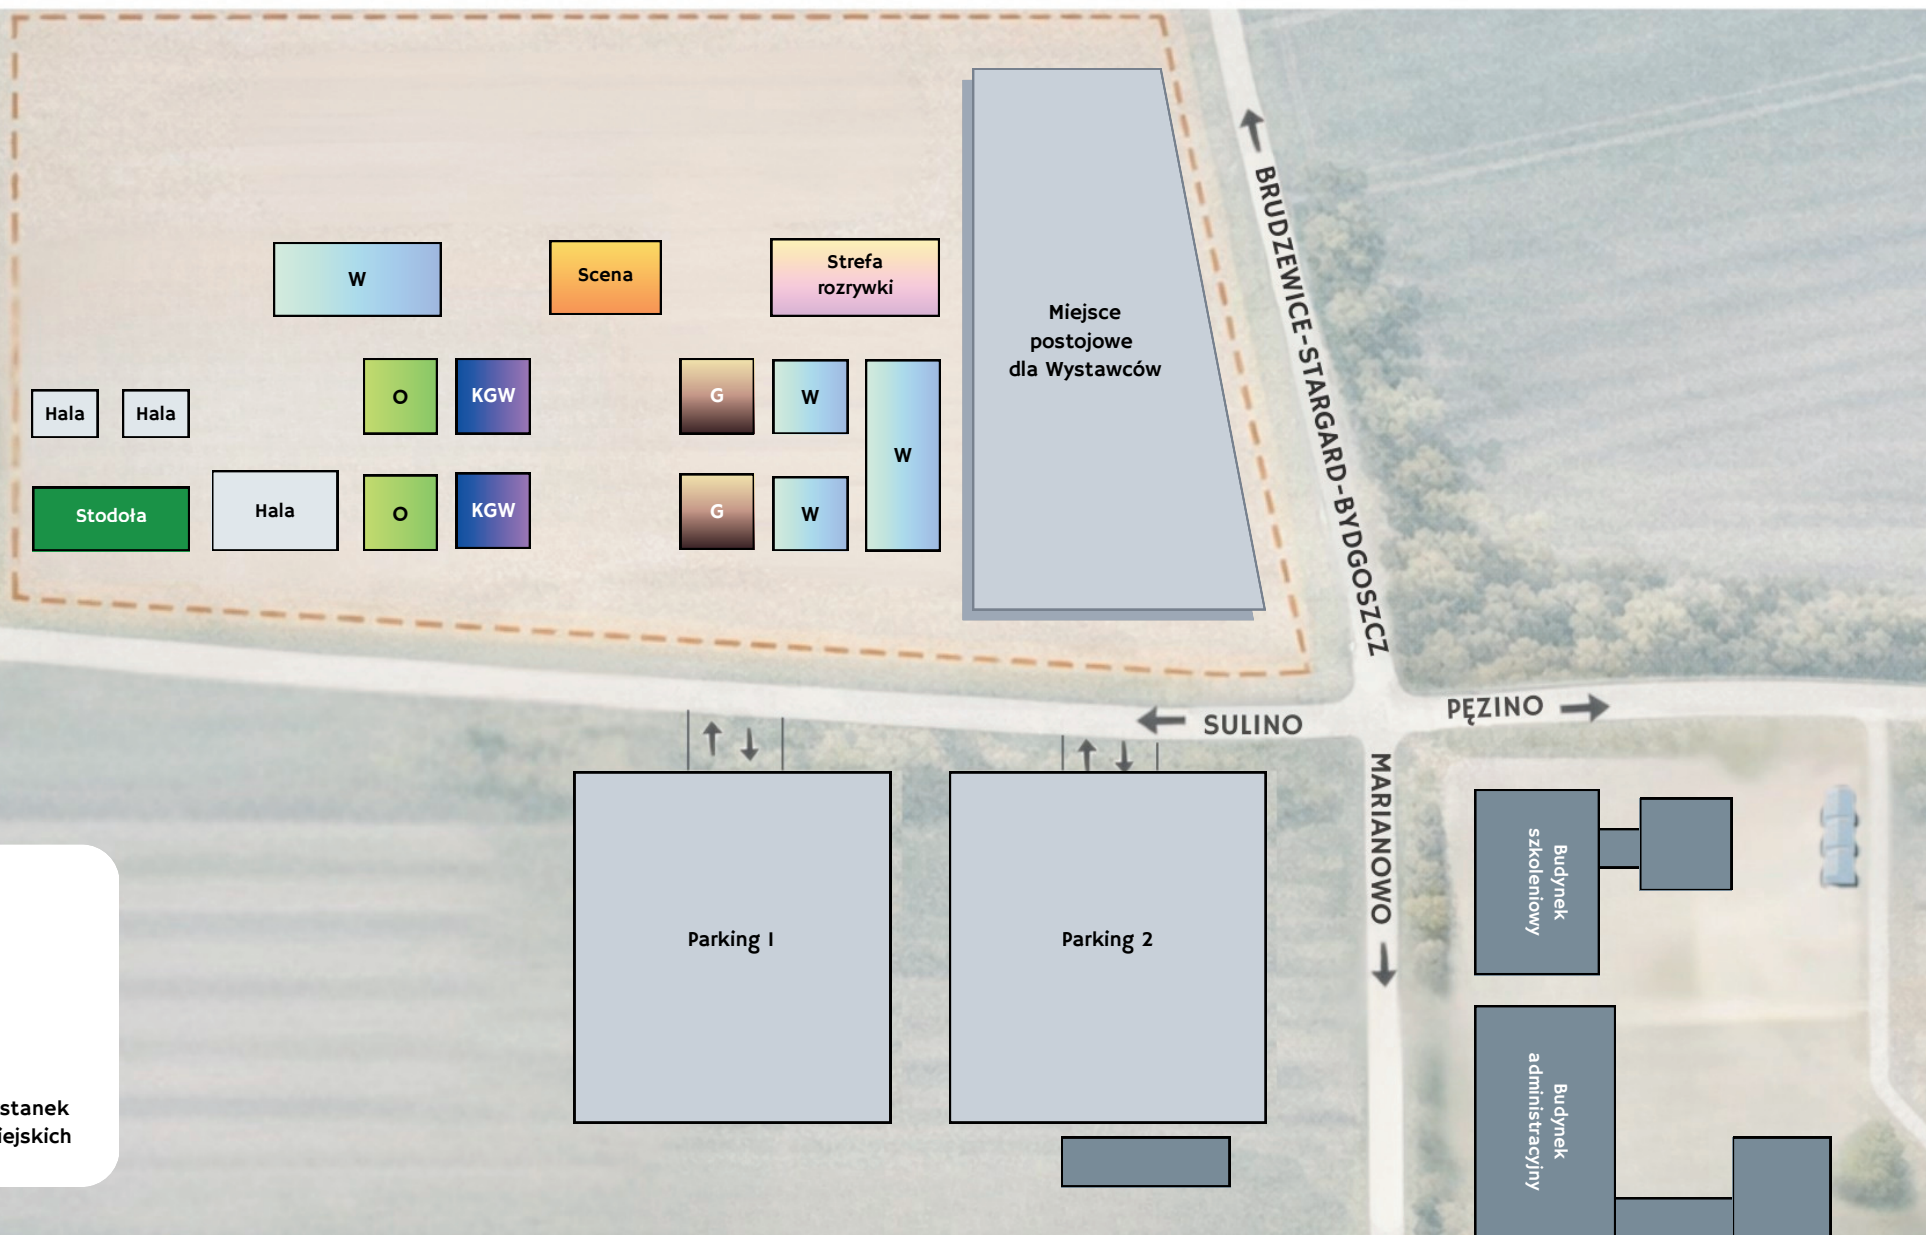 W
Scena
Strefa
rozrywki
Miejsce
postojowe
dla Wystawców
BRUDZEWICE-STARGARD-BYDGOSZCZ
Hala
Hala
O
KGW
G
W
W
Stodoła
Hala
O
KGW
G
W
SULINO
PĘZINO
MARIANOWO
Parking 1
Parking 2
Budynek
szkoleniowy
Budynek
administracyjny
stanek
iejskich